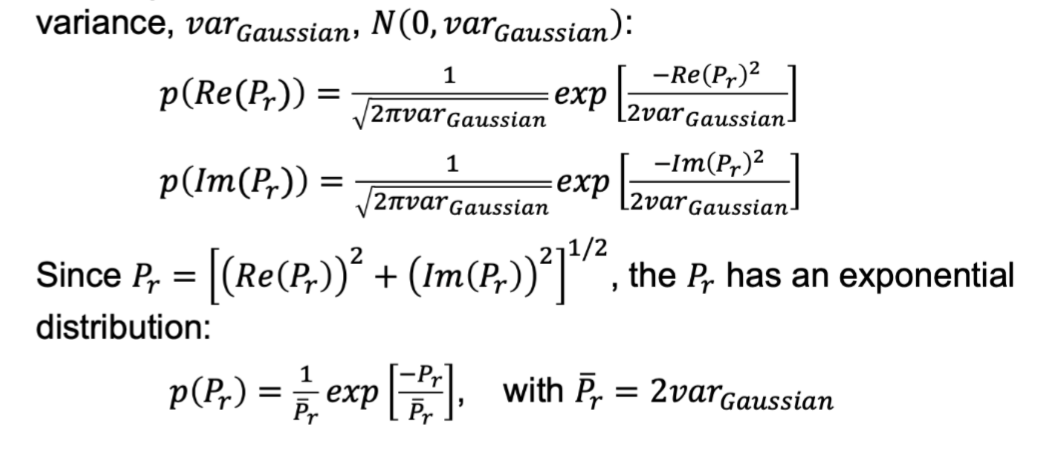 variance, var_Gaussian, N(0, var_Gaussian):
p(Re(P_r)) = 1/√(2πvar_Gaussian) exp[−Re(P_r)²/2var_Gaussian]
p(Im(P_r)) = 1/√(2πvar_Gaussian) exp[−Im(P_r)²/2var_Gaussian]
Since P_r = [(Re(P_r))² + (Im(P_r))²]^1/2, the P_r has an exponential
distribution:
p(P_r) = 1/P̄_r exp[−P_r/P̄_r], with P̄_r = 2var_Gaussian